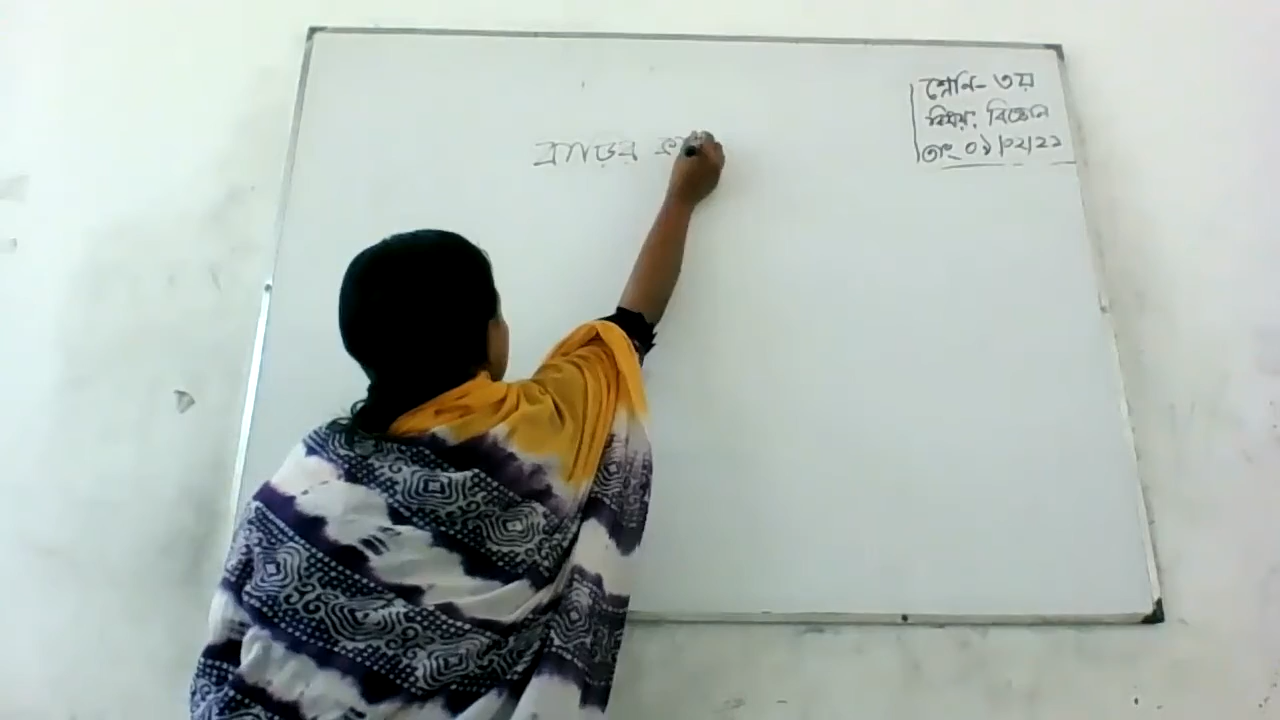 বাড়ির কা
শ্রেনি- ৩য়
বিষয়: বিজ্ঞান
তাং ০১/০২/২২